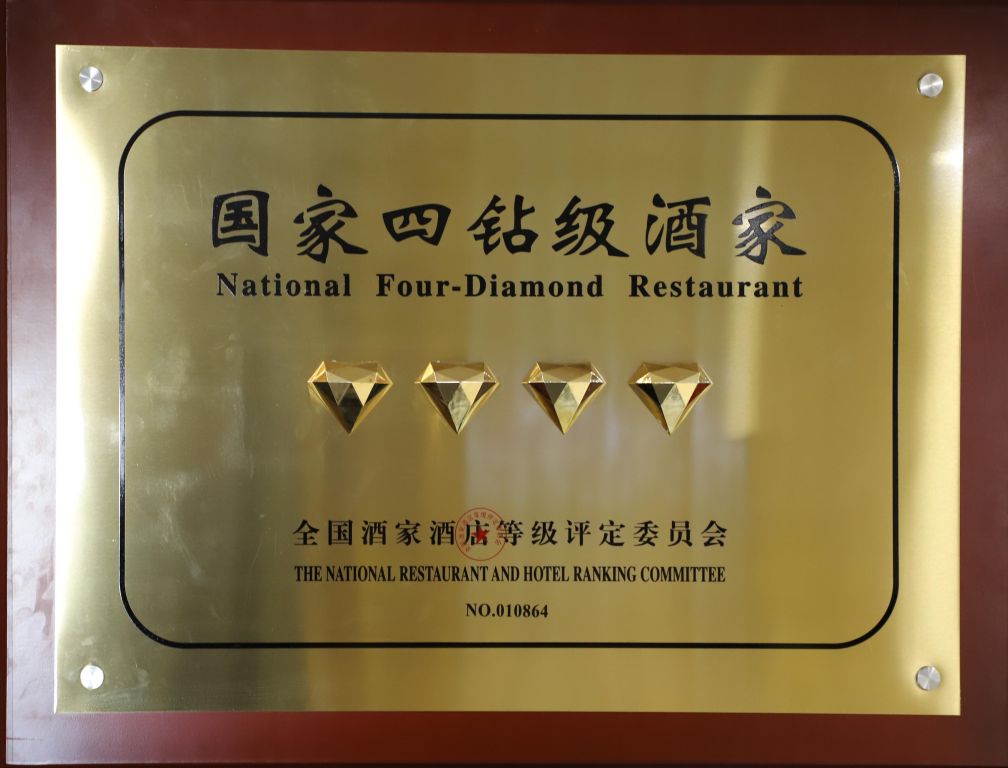 国家四钻级酒家
National Four-Diamond Restaurant
全国酒家酒店等级评定委员会
THE NATIONAL RESTAURANT AND HOTEL RANKING COMMITTEE
NO.010864